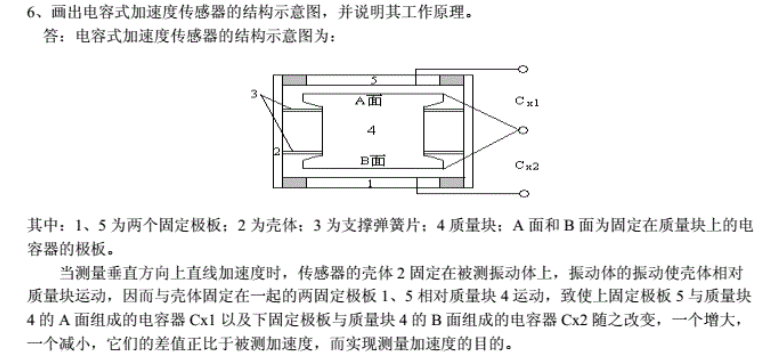 6、画出电容式加速度传感器的结构示意图，并说明其工作原理。
答：电容式加速度传感器的结构示意图为：
5
3
A面
Cx1
4
2
B面
Cx2
1
其中：1、5 为两个固定极板；2 为壳体；3 为支撑弹簧片；4 质量块；A 面和 B 面为固定在质量块上的电
容器的极板。
当测量垂直方向上直线加速度时，传感器的壳体 2 固定在被测振动体上，振动体的振动使壳体相对
质量块运动，因而与壳体固定在一起的两固定极板 1、5 相对质量块 4 运动，致使上固定极板 5 与质量块
4 的 A 面组成的电容器 Cx1 以及下固定极板与质量块 4 的 B 面组成的电容器 Cx2 随之改变，一个增大，
一个减小，它们的差值正比于被测加速度，而实现测量加速度的目的。